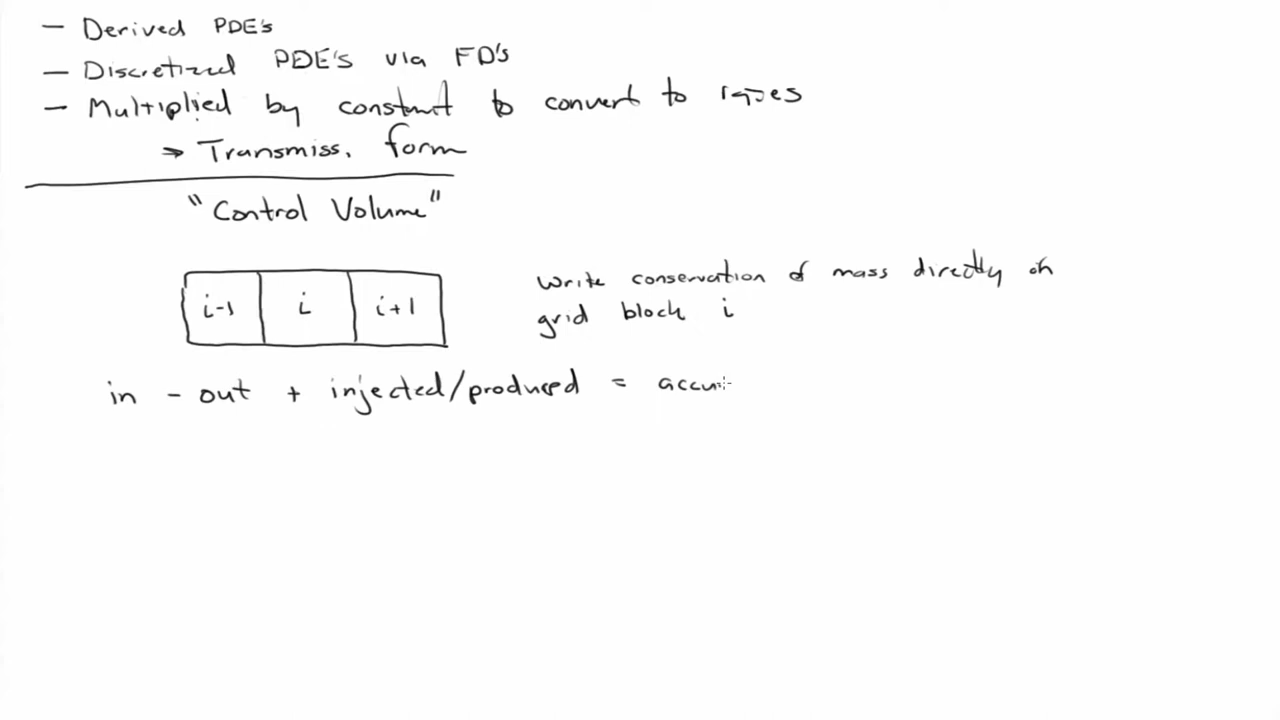 — Derived PDE's
— Discretized PDE's via FD's
— Multiplied by constant to convert to
⇒ Transmiss. form
"Control Volume"
i-1 i i+1
Write conservation of mass directly on
grid block i
in - out + injected/produced = accu